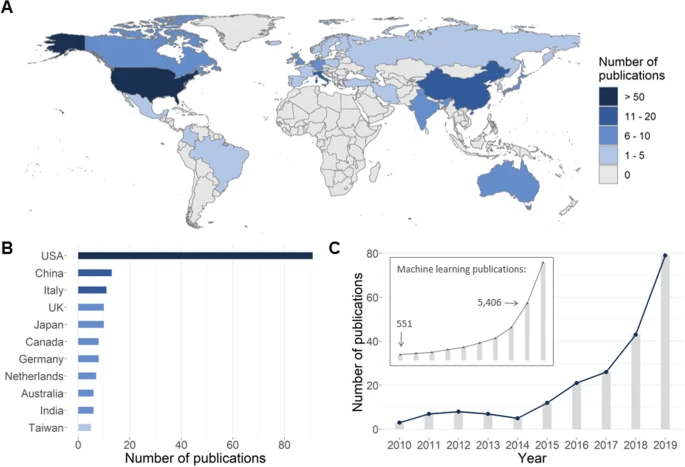 A
Number of
publications
> 50
11 - 20
6 - 10
1 - 5
0
B
USA
China
Italy
UK
Japan
Canada
Germany
Netherlands
Australia
India
Taiwan
0 20 40 60 80
Number of publications
C
Number of publications
80
60
40
20
0
Machine learning publications:
5,406
551
2010 2011 2012 2013 2014 2015 2016 2017 2018 2019
Year